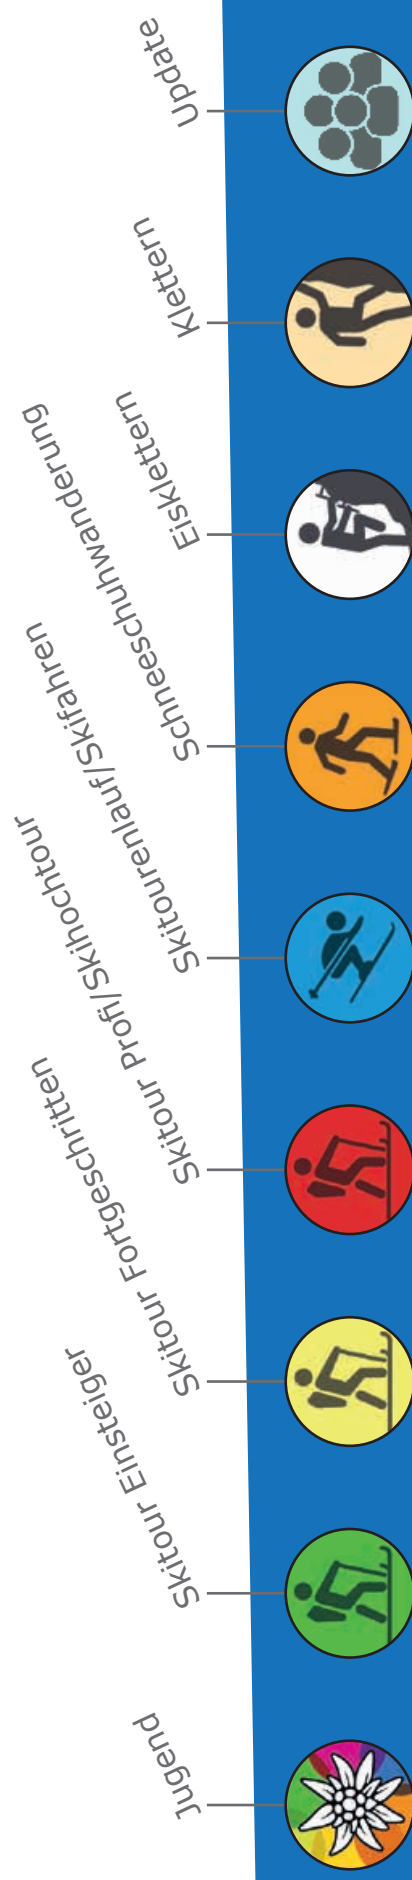 Jugend
Skitour Einsteiger
Skitour Fortgeschritten
Skitour Profi/Skihochtour
Skitourenlauf/Skifahren
Schneeschuhwanderung
Eisklettern
Klettern
Update